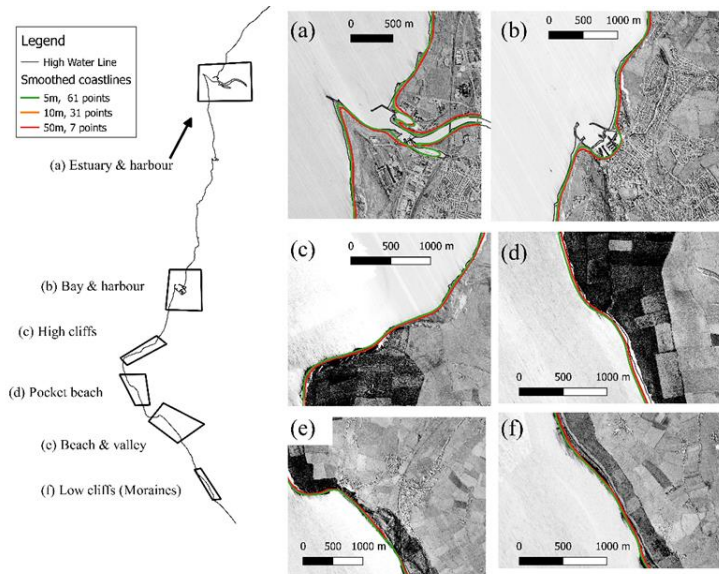 Legend
High Water Line
Smoothed coastlines
5m, 61 points
10m, 31 points
50m, 7 points
(a) Estuary & harbour
(b) Bay & harbour
(c) High cliffs
(d) Pocket beach
(e) Beach & valley
(f) Low cliffs (Moraines)
(a)
0 500 m
(b)
0 500 1000 m
(c)
0 500 1000 m
(d)
0 500 1000 m
(e)
0 500 1000 m
(f)
0 500 1000 m